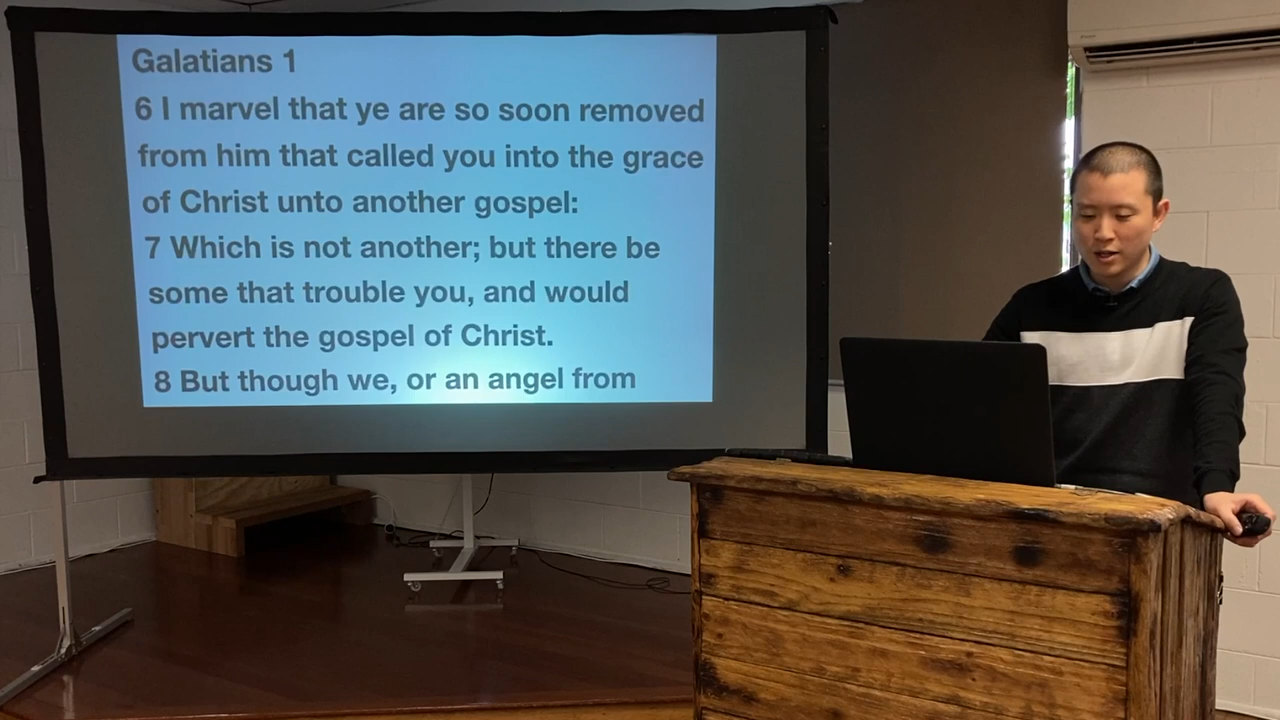 Galatians 1
6 I marvel that ye are so soon removed
from him that called you into the grace
of Christ unto another gospel:
7 Which is not another; but there be
some that trouble you, and would
pervert the gospel of Christ.
8 But though we, or an angel from